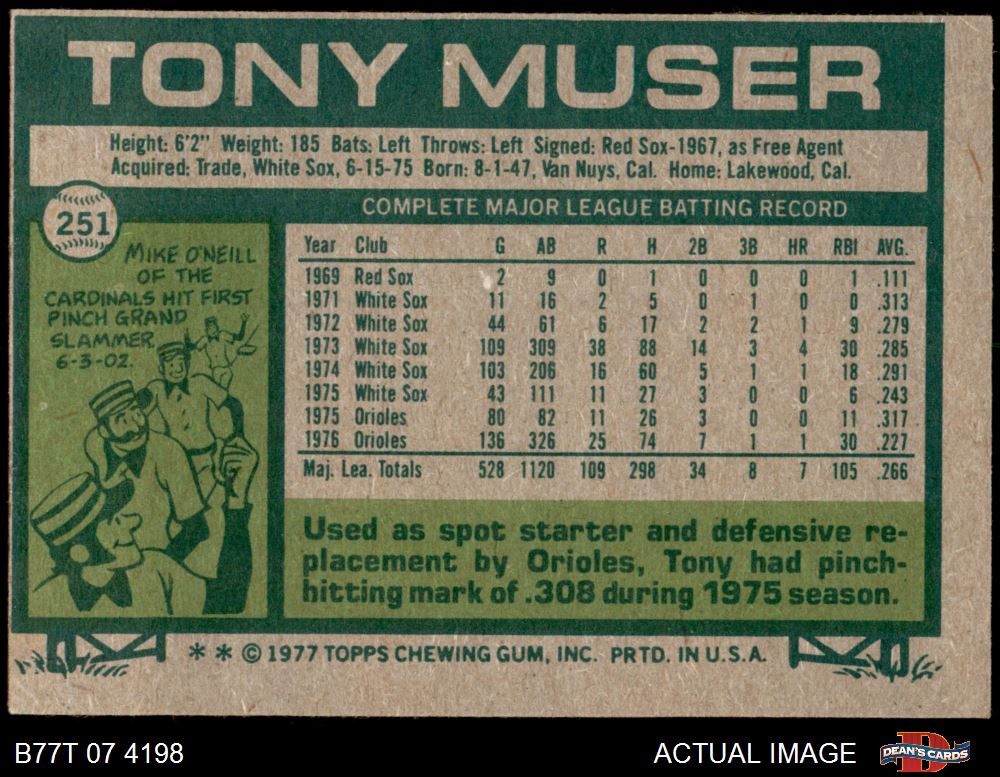 TONY MUSER
Height: 6'2" Weight: 185 Bats: Left Throws: Left Signed: Red Sox-1967, as Free Agent
Acquired: Trade, White Sox, 6-15-75 Born: 8-1-47, Van Nuys, Cal. Home: Lakewood, Cal.
251
MIKE O'NEILL
OF THE
CARDINALS HIT FIRST
PINCH GRAND
SLAMMER
6-3-02.
COMPLETE MAJOR LEAGUE BATTING RECORD
Year Club G AB R H 2B 3B HR RBI AVG.
1969 Red Sox 2 9 0 1 0 0 0 1 .111
1971 White Sox 11 16 2 5 0 1 0 0 .313
1972 White Sox 44 61 6 17 2 2 1 9 .279
1973 White Sox 109 309 38 88 14 3 4 30 .285
1974 White Sox 103 206 16 60 5 1 1 18 .291
1975 White Sox 43 111 11 27 3 0 0 6 .243
1975 Orioles 80 82 11 26 3 0 0 11 .317
1976 Orioles 136 326 25 74 7 1 1 30 .227
Maj. Lea. Totals 528 1120 109 298 34 8 7 105 .266
Used as spot starter and defensive re-
placement by Orioles, Tony had pinch-
hitting mark of .308 during 1975 season.
* * © 1977 TOPPS CHEWING GUM, INC. PRTD. IN U.S.A.
B77T 07 4198
ACTUAL IMAGE
DEAN'S CARDS